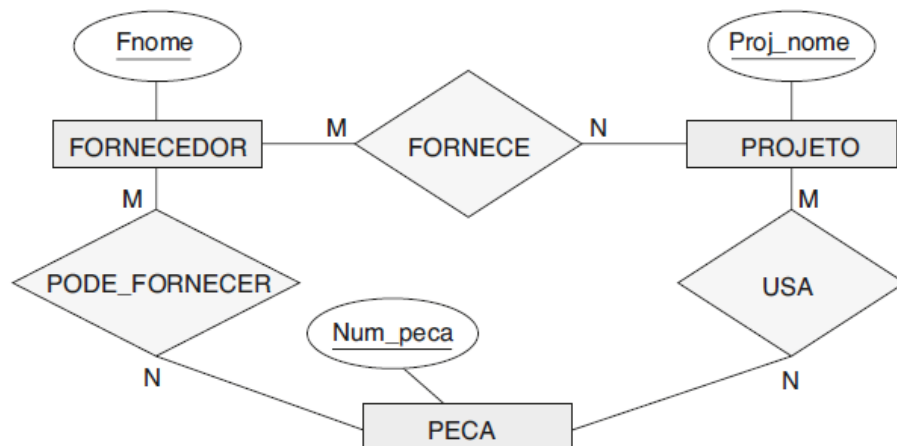 Fnome
Proj_nome
FORNECEDOR
M
FORNECE
N
PROJETO
M
M
PODE_FORNECER
USA
Num_peca
N
N
PECA